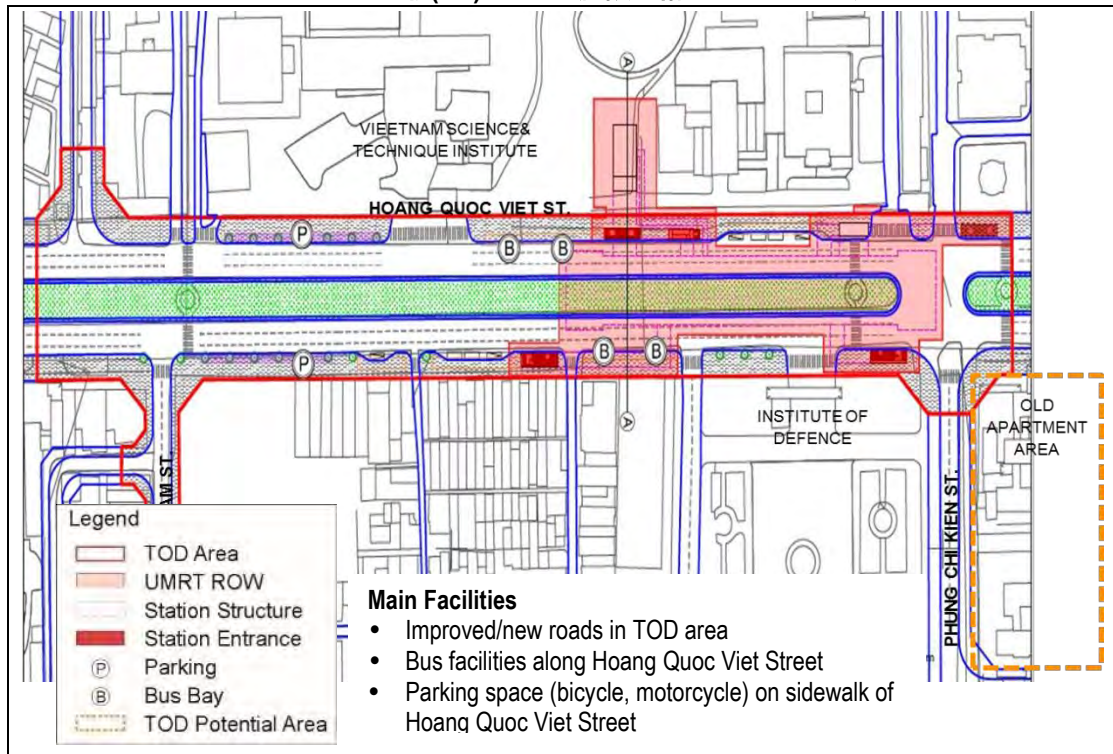 A
VIEETNAM SCIENCE&
TECHNIQUE INSTITUTE
HOANG QUOC VIET ST.
P
B
B
P
B
B
A
INSTITUTE OF
DEFENCE
OLD
APARTMENT
AREA
AM ST.
PHUNG CHI KIEN ST.
Legend
TOD Area
UMRT ROW
Station Structure
Station Entrance
P Parking
B Bus Bay
TOD Potential Area
Main Facilities
• Improved/new roads in TOD area
• Bus facilities along Hoang Quoc Viet Street
• Parking space (bicycle, motorcycle) on sidewalk of
Hoang Quoc Viet Street